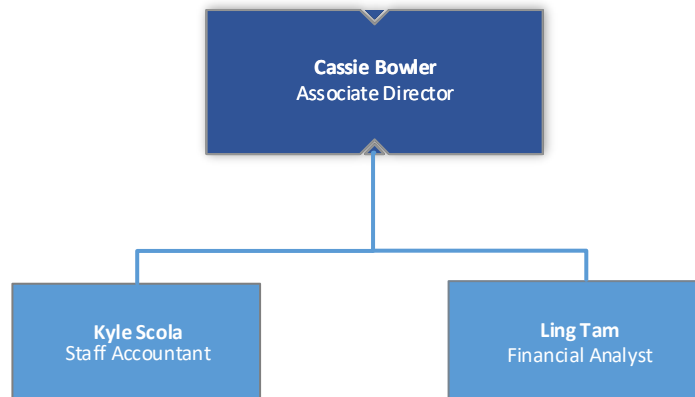 Cassie Bowler
Associate Director
Kyle Scola
Staff Accountant
Ling Tam
Financial Analyst